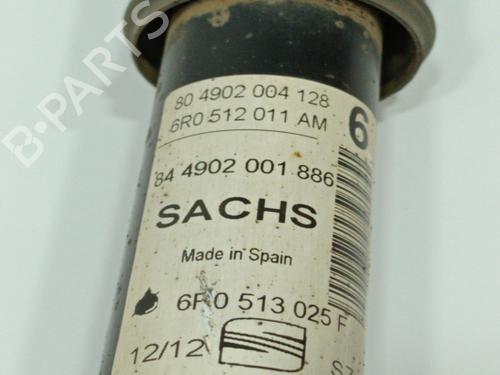 B-PARTS
80 4902 004 128
6R0 512 011 AM
6
84 4902 001 886
SACHS
Made in Spain
6R0 513 025 F
12/12